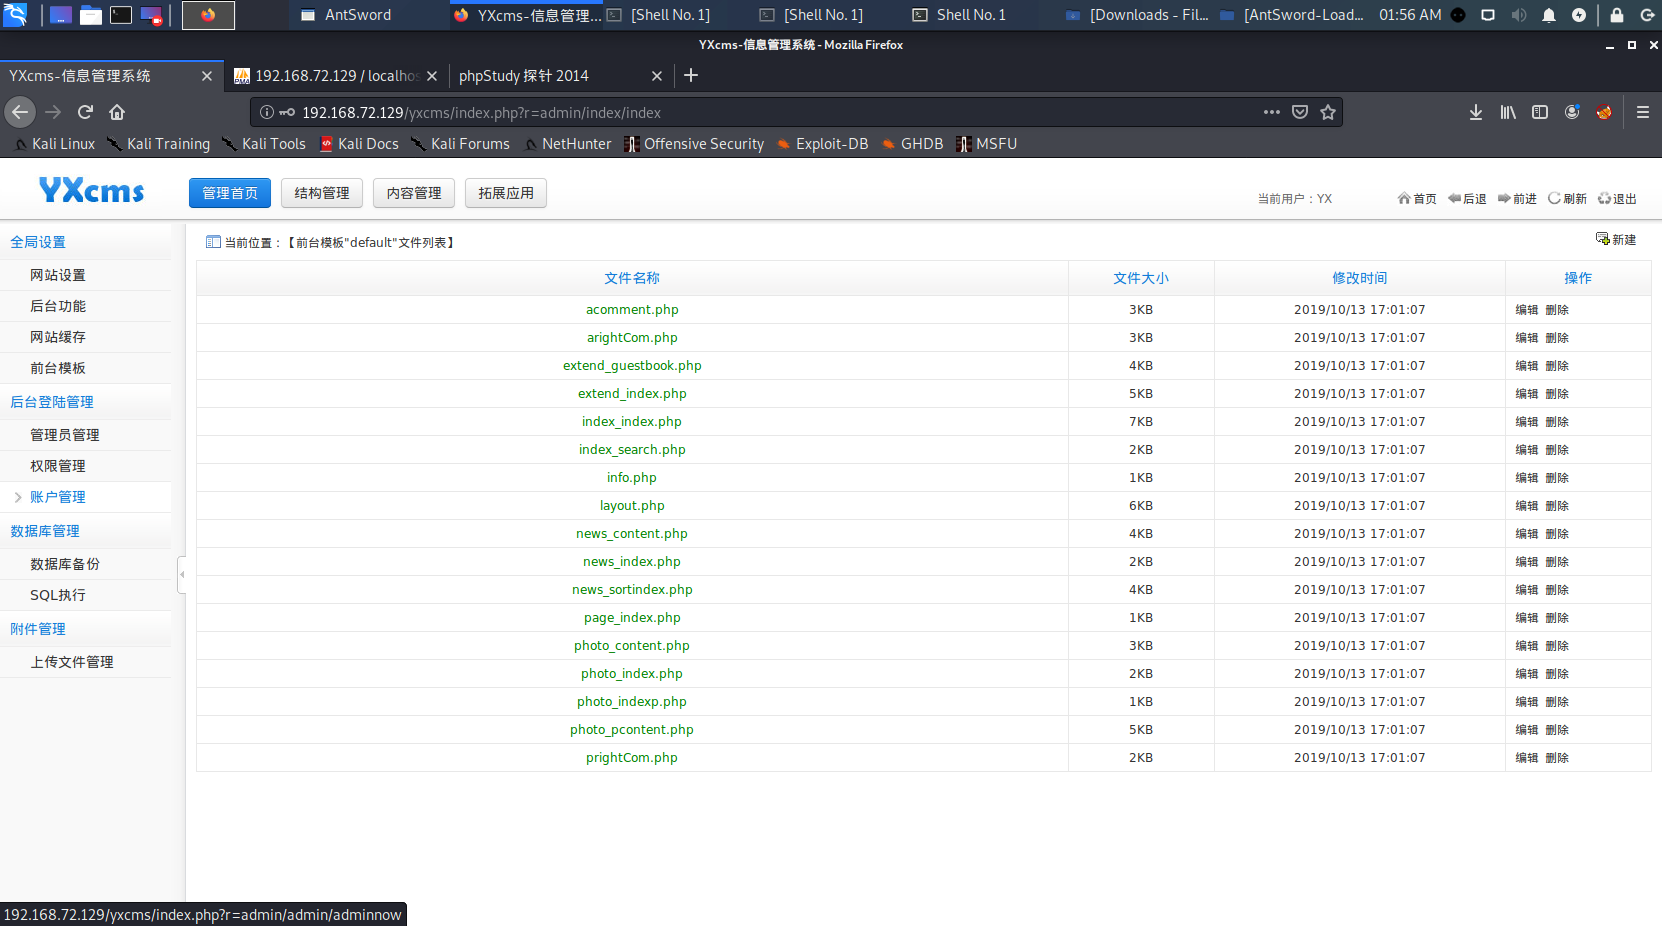 AntSword
YXcms-信息管理...
[Shell No. 1]
[Shell No. 1]
Shell No. 1
[Downloads - Fil...
[AntSword-Load...
01:56 AM
YXcms-信息管理系统 - Mozilla Firefox
YXcms-信息管理系统
192.168.72.129 / localhos
phpStudy 探针 2014
192.168.72.129/yxcms/index.php?r=admin/index/index
Kali Linux
Kali Training
Kali Tools
Kali Docs
Kali Forums
NetHunter
Offensive Security
Exploit-DB
GHDB
MSFU
YXcms
管理首页
结构管理
内容管理
拓展应用
当前用户：YX
首页
后退
前进
刷新
退出
全局设置
网站设置
后台功能
网站缓存
前台模板
后台登陆管理
管理员管理
权限管理
账户管理
数据库管理
数据库备份
SQL执行
附件管理
上传文件管理
当前位置：【前台模板"default"文件列表】
新建
文件名称 文件大小 修改时间 操作
acomment.php 3KB 2019/10/13 17:01:07 编辑 删除
arightCom.php 3KB 2019/10/13 17:01:07 编辑 删除
extend_guestbook.php 4KB 2019/10/13 17:01:07 编辑 删除
extend_index.php 5KB 2019/10/13 17:01:07 编辑 删除
index_index.php 7KB 2019/10/13 17:01:07 编辑 删除
index_search.php 2KB 2019/10/13 17:01:07 编辑 删除
info.php 1KB 2019/10/13 17:01:07 编辑 删除
layout.php 6KB 2019/10/13 17:01:07 编辑 删除
news_content.php 4KB 2019/10/13 17:01:07 编辑 删除
news_index.php 2KB 2019/10/13 17:01:07 编辑 删除
news_sortindex.php 4KB 2019/10/13 17:01:07 编辑 删除
page_index.php 1KB 2019/10/13 17:01:07 编辑 删除
photo_content.php 3KB 2019/10/13 17:01:07 编辑 删除
photo_index.php 2KB 2019/10/13 17:01:07 编辑 删除
photo_indexp.php 1KB 2019/10/13 17:01:07 编辑 删除
photo_pcontent.php 5KB 2019/10/13 17:01:07 编辑 删除
prightCom.php 2KB 2019/10/13 17:01:07 编辑 删除
192.168.72.129/yxcms/index.php?r=admin/admin/adminnow